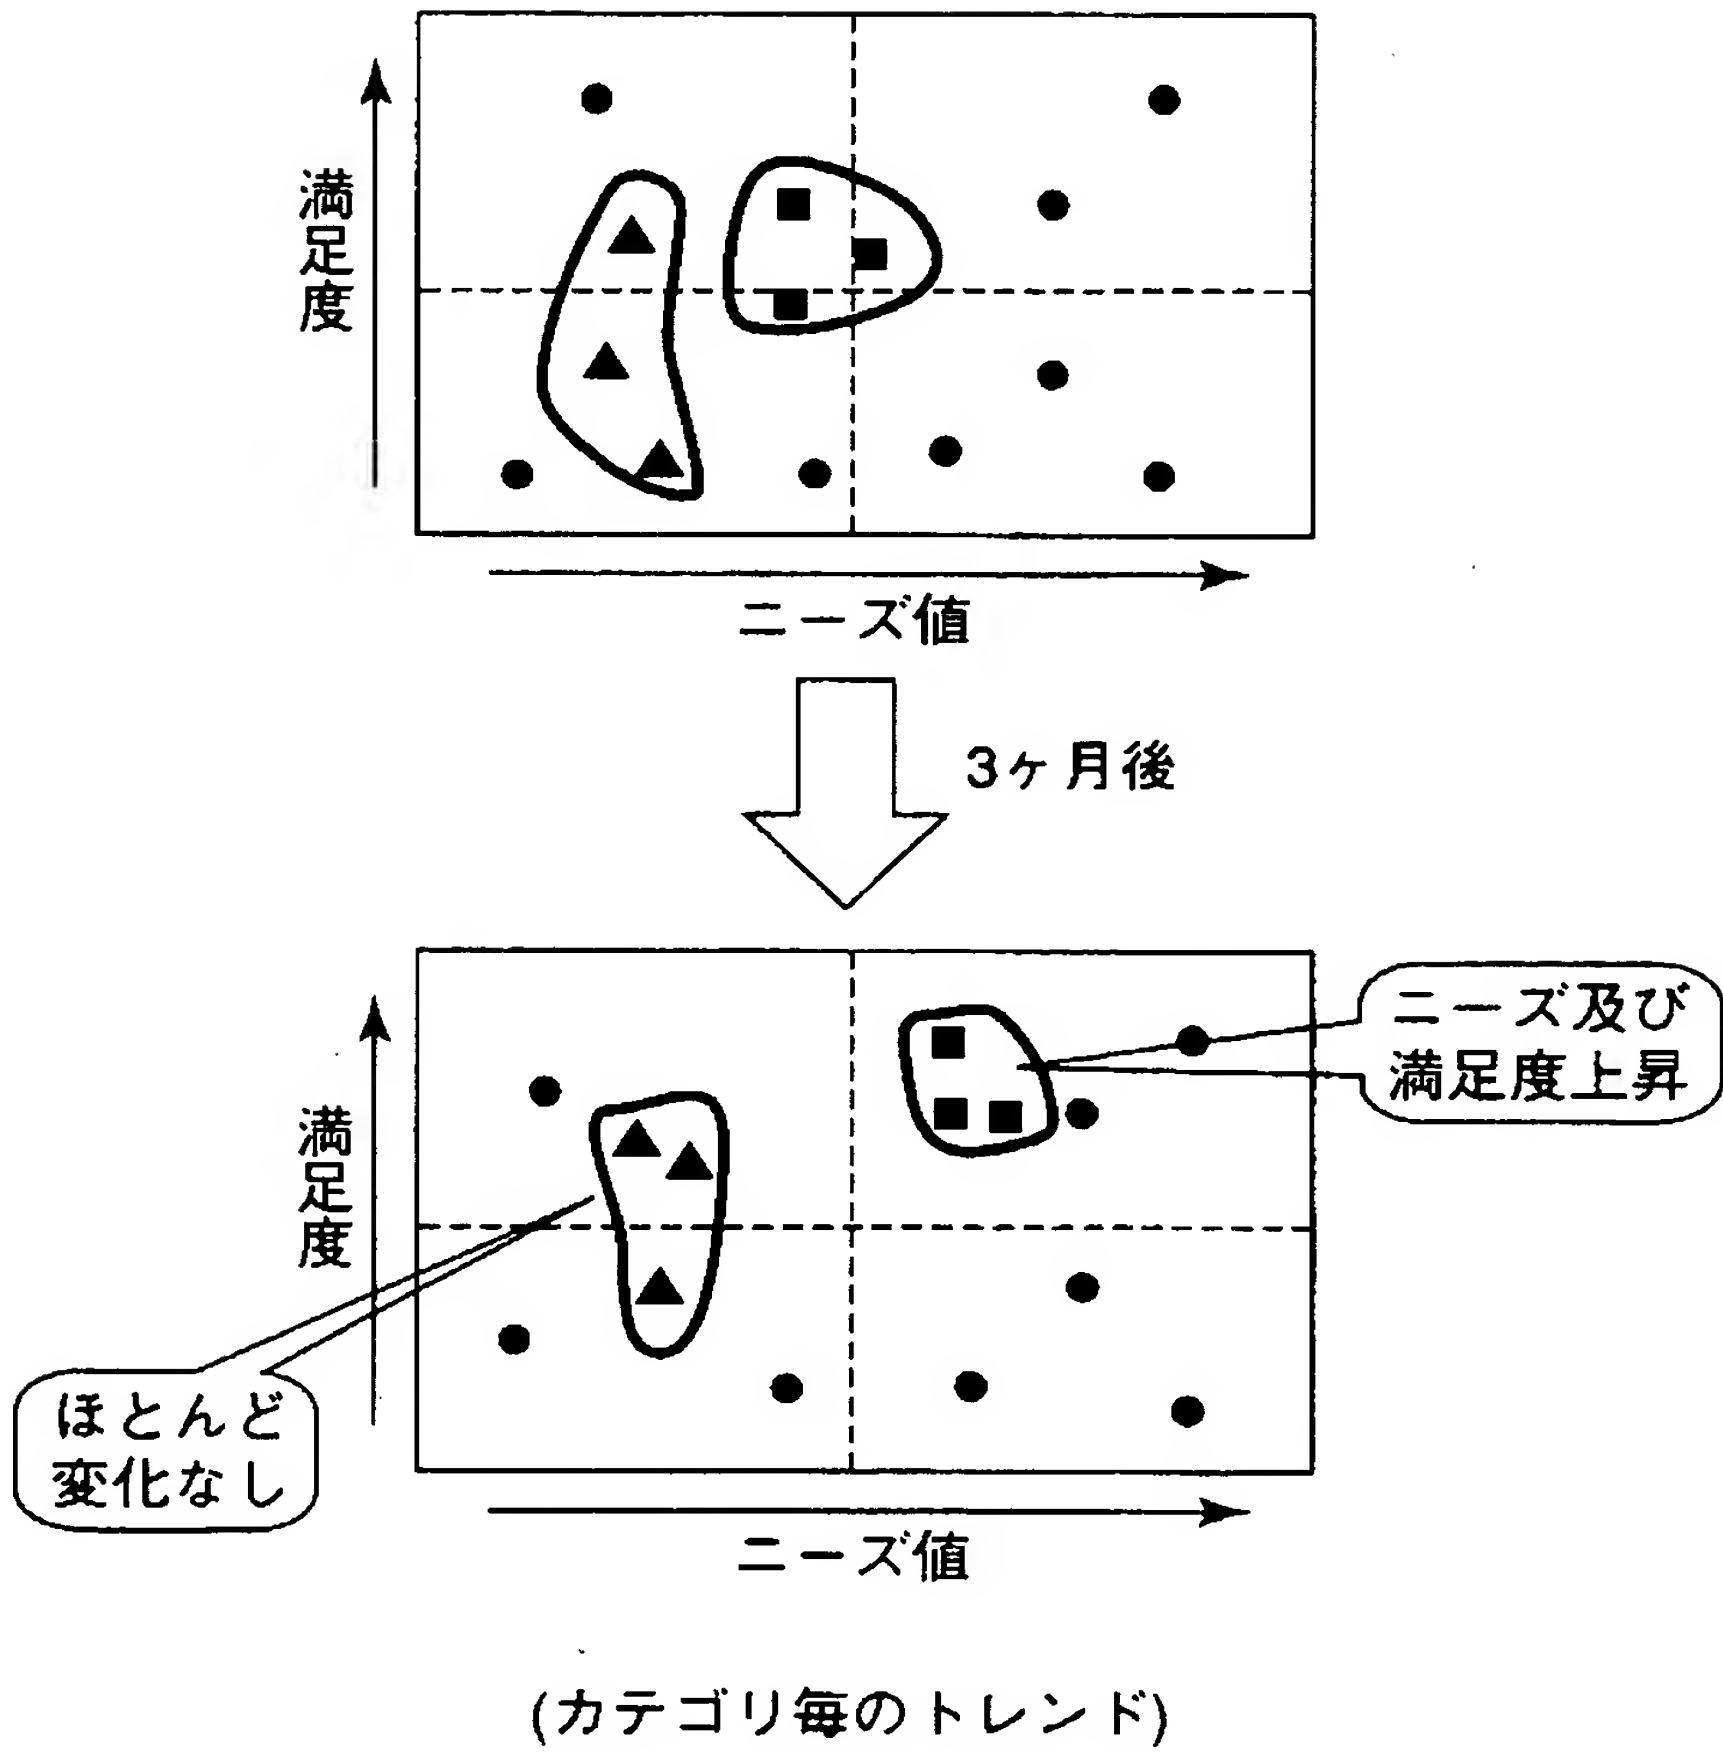 満足度
ニーズ値
3ヶ月後
ニーズ及び
満足度上昇
満足度
ほとんど
変化なし
ニーズ値
(カテゴリ毎のトレンド)